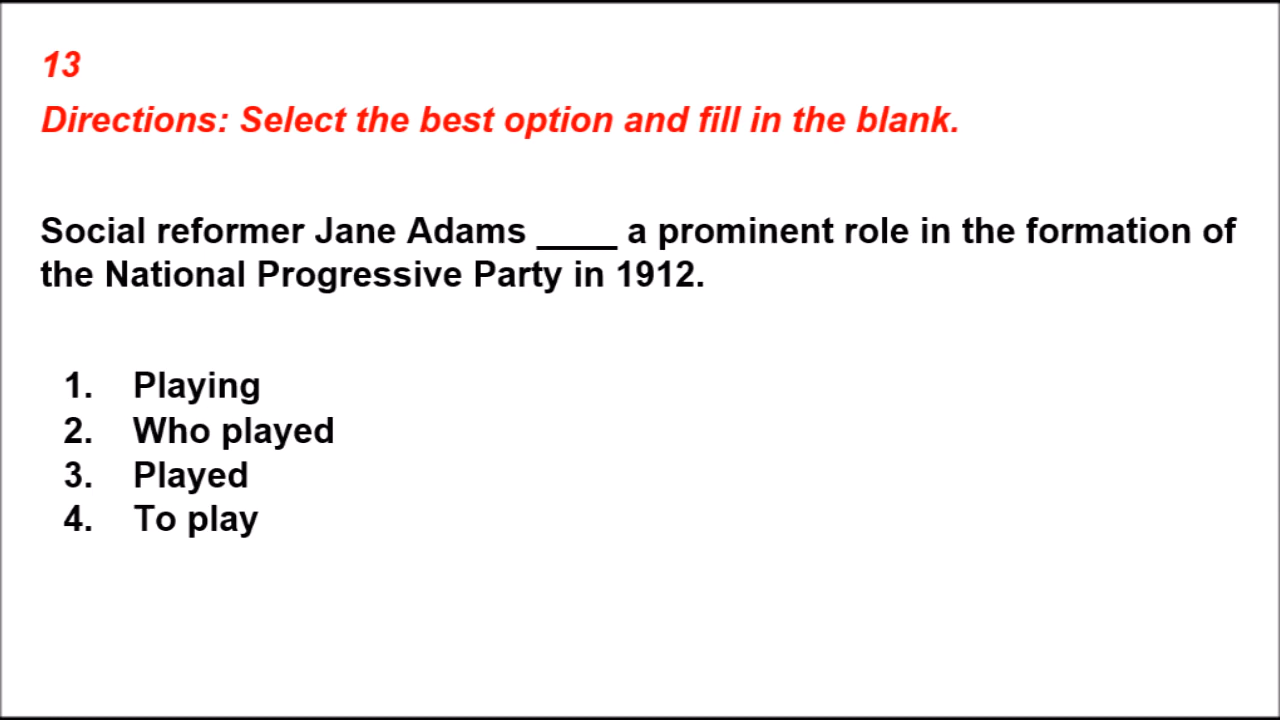 13
Directions: Select the best option and fill in the blank.
Social reformer Jane Adams ____ a prominent role in the formation of
the National Progressive Party in 1912.
1. Playing
2. Who played
3. Played
4. To play